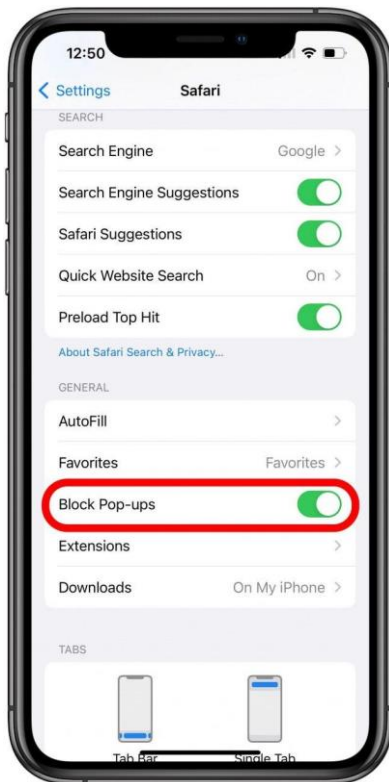 12:50
Settings Safari
SEARCH
Search Engine Google
Search Engine Suggestions
Safari Suggestions
Quick Website Search On
Preload Top Hit
About Safari Search & Privacy...
GENERAL
AutoFill
Favorites Favorites
Block Pop-ups
Extensions
Downloads On My iPhone
TABS
Tab Bar Single Tab